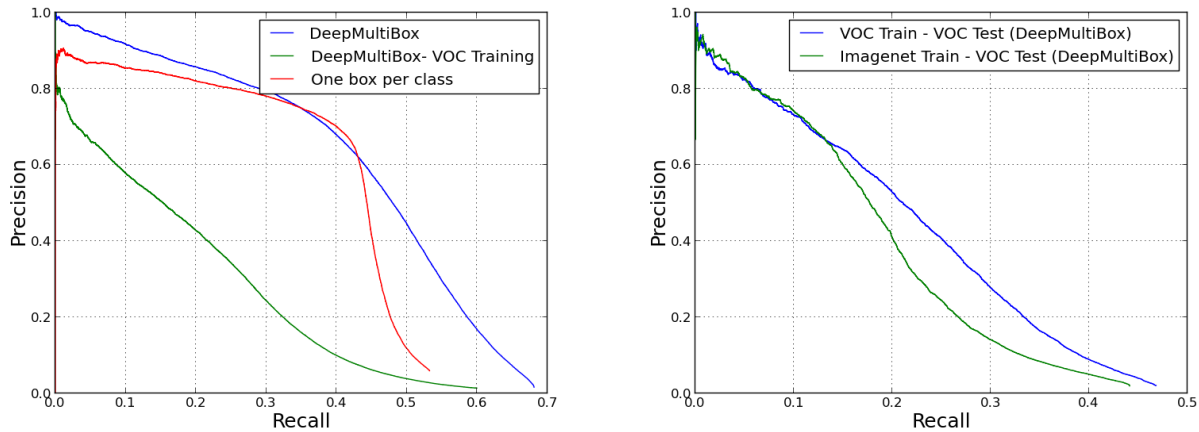 1.0
0.8
0.6
0.4
0.2
0.0
Precision
0.0 0.1 0.2 0.3 0.4 0.5 0.6 0.7
Recall
DeepMultiBox
DeepMultiBox- VOC Training
One box per class
1.0
0.8
0.6
0.4
0.2
0.0
Precision
0.0 0.1 0.2 0.3 0.4 0.5
Recall
VOC Train - VOC Test (DeepMultiBox)
Imagenet Train - VOC Test (DeepMultiBox)